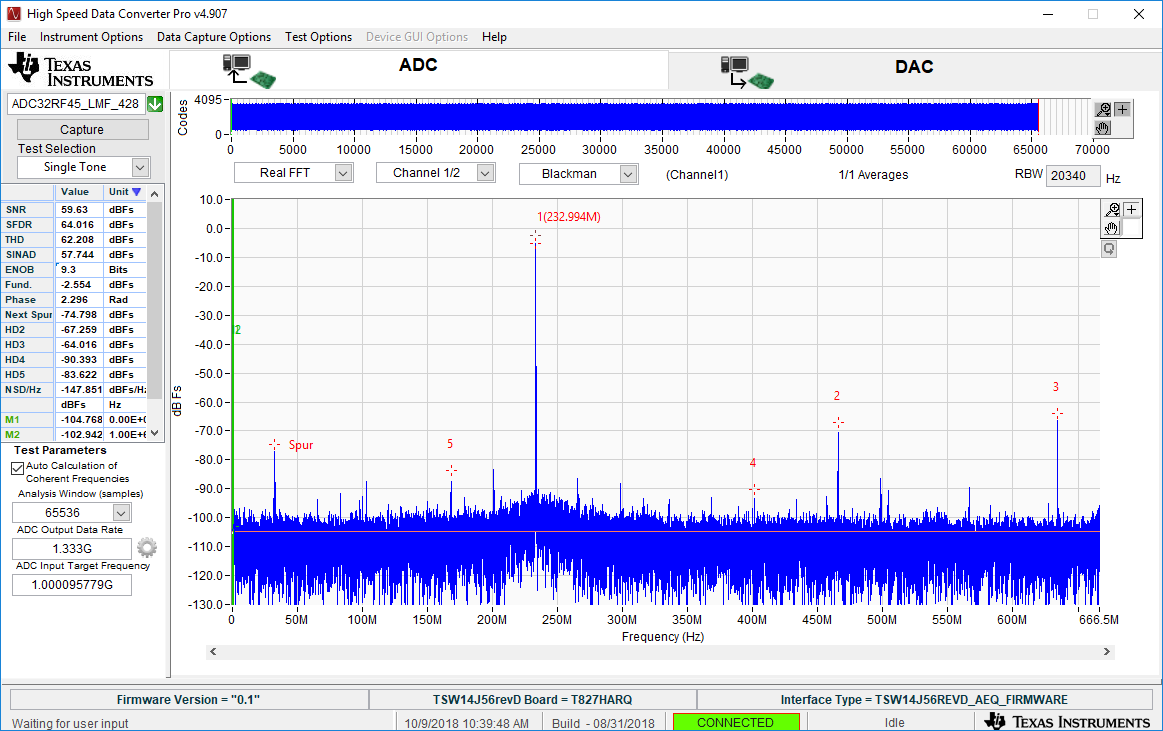 High Speed Data Converter Pro v4.907
File Instrument Options Data Capture Options Test Options Device GUI Options Help
TEXAS INSTRUMENTS
ADC
DAC
ADC32RF45_LMF_428
Capture
Test Selection
Single Tone
Value Unit
SNR 59.63 dBFs
SFDR 64.016 dBFs
THD 62.208 dBFs
SINAD 57.744 dBFs
ENOB 9.3 Bits
Fund. -2.554 dBFs
Phase 2.296 Rad
Next Spur -74.798 dBFs
HD2 -67.259 dBFs
HD3 -64.016 dBFs
HD4 -90.393 dBFs
HD5 -83.622 dBFs
NSD/Hz -147.851 dBFs/Hz
dBFs Hz
M1 -104.768 0.00E+0
M2 -102.942 1.00E+6
Test Parameters
Auto Calculation of
Coherent Frequencies
Analysis Window (samples)
65536
ADC Output Data Rate
1.333G
ADC Input Target Frequency
1.000095779G
Codes
4095
0
0 5000 10000 15000 20000 25000 30000 35000 40000 45000 50000 55000 60000 65000 70000
Real FFT Channel 1/2 Blackman (Channel1) 1/1 Averages RBW 20340 Hz
10.0
0.0
-10.0
-20.0
-30.0
-40.0
-50.0
-60.0
-70.0
-80.0
-90.0
-100.0
-110.0
-120.0
-130.0
dBFs
1(232.994M)
2
3
2
Spur
5
4
0 50M 100M 150M 200M 250M 300M 350M 400M 450M 500M 550M 600M 666.5M
Frequency (Hz)
Firmware Version = "0.1" TSW14J56revD Board = T827HARQ Interface Type = TSW14J56REVD_AEQ_FIRMWARE
Waiting for user input 10/9/2018 10:39:48 AM Build - 08/31/2018 CONNECTED Idle TEXAS INSTRUMENTS